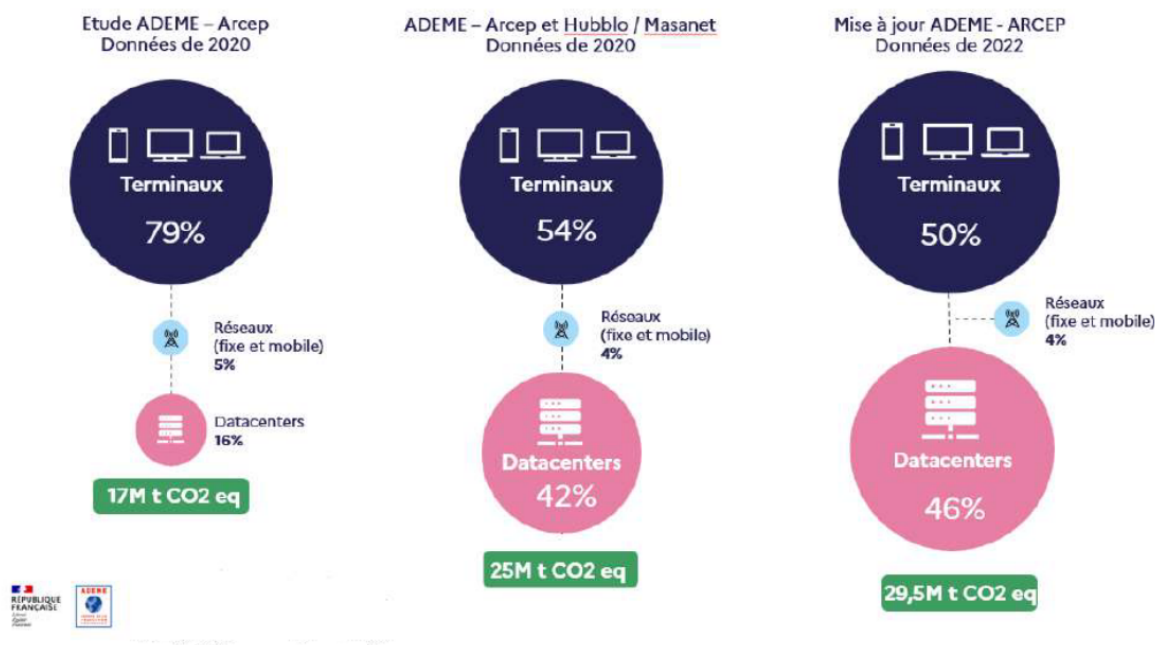 Etude ADEME – Arcep
Données de 2020
Terminaux
79%
Réseaux
(fixe et mobile)
5%
Datacenters
16%
17M t CO2 eq
ADEME – Arcep et Hubblo / Masanet
Données de 2020
Terminaux
54%
Réseaux
(fixe et mobile)
4%
Datacenters
42%
25M t CO2 eq
Mise à jour ADEME - ARCEP
Données de 2022
Terminaux
50%
Réseaux
(fixe et mobile)
4%
Datacenters
46%
29,5M t CO2 eq
RÉPUBLIQUE
FRANÇAISE
ADEME